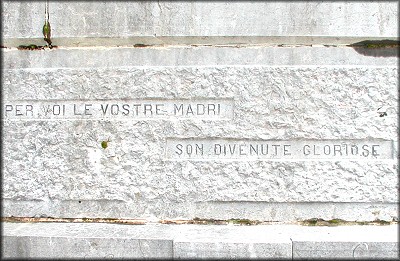 PER VOI LE VOSTRE MADRI
SON DIVENUTE GLORIOSE